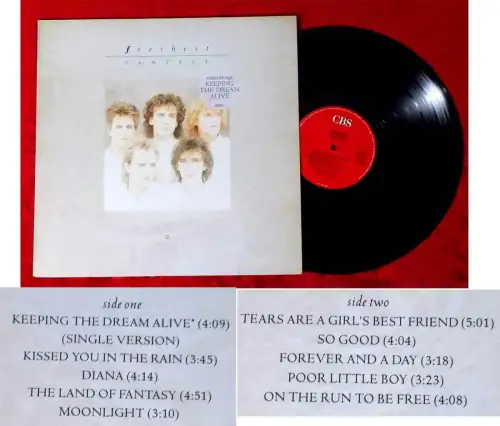 freiheit
FANTASY
KEEPING
THE DREAM
ALIVE
CBS
side one
KEEPING THE DREAM ALIVE* (4:09)
(SINGLE VERSION)
KISSED YOU IN THE RAIN (3:45)
DIANA (4:14)
THE LAND OF FANTASY (4:51)
MOONLIGHT (3:10)
side two
TEARS ARE A GIRL'S BEST FRIEND (5:01)
SO GOOD (4:04)
FOREVER AND A DAY (3:18)
POOR LITTLE BOY (3:23)
ON THE RUN TO BE FREE (4:08)